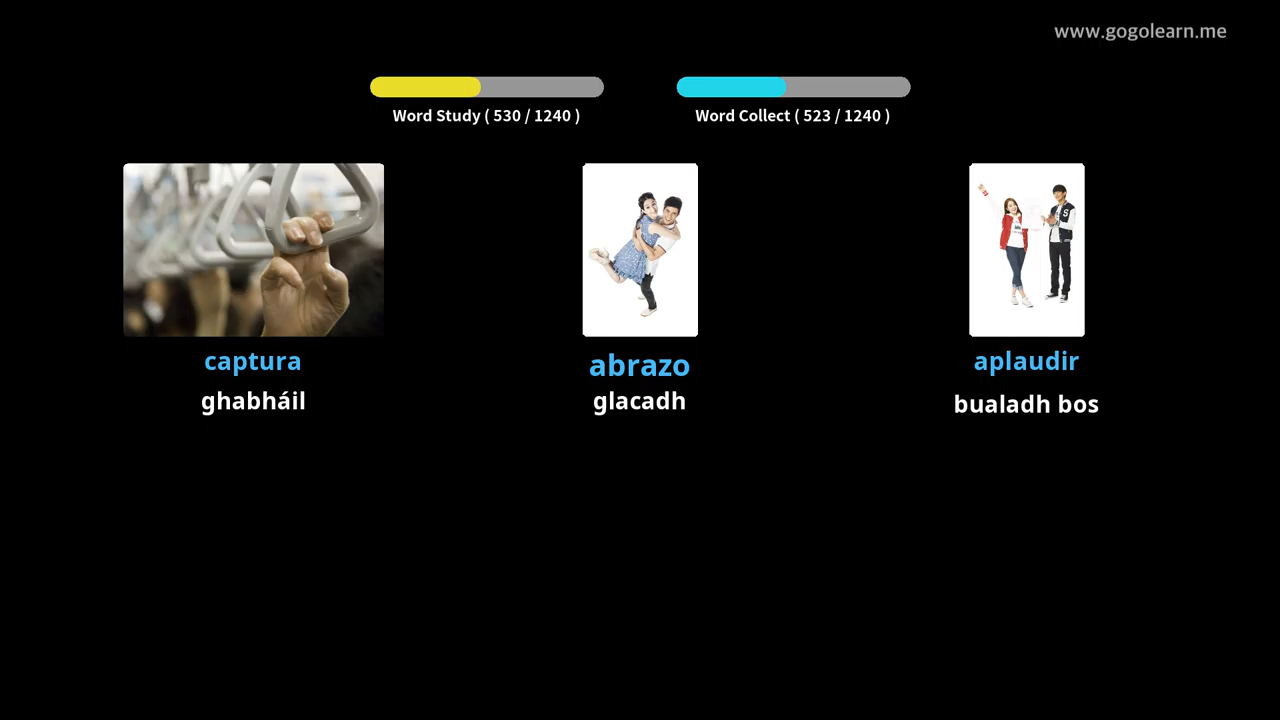 www.gogolearn.me
Word Study ( 530 / 1240 )
Word Collect ( 523 / 1240 )
captura
abrazo
aplaudir
ghabháil
glacadh
bualadh bos